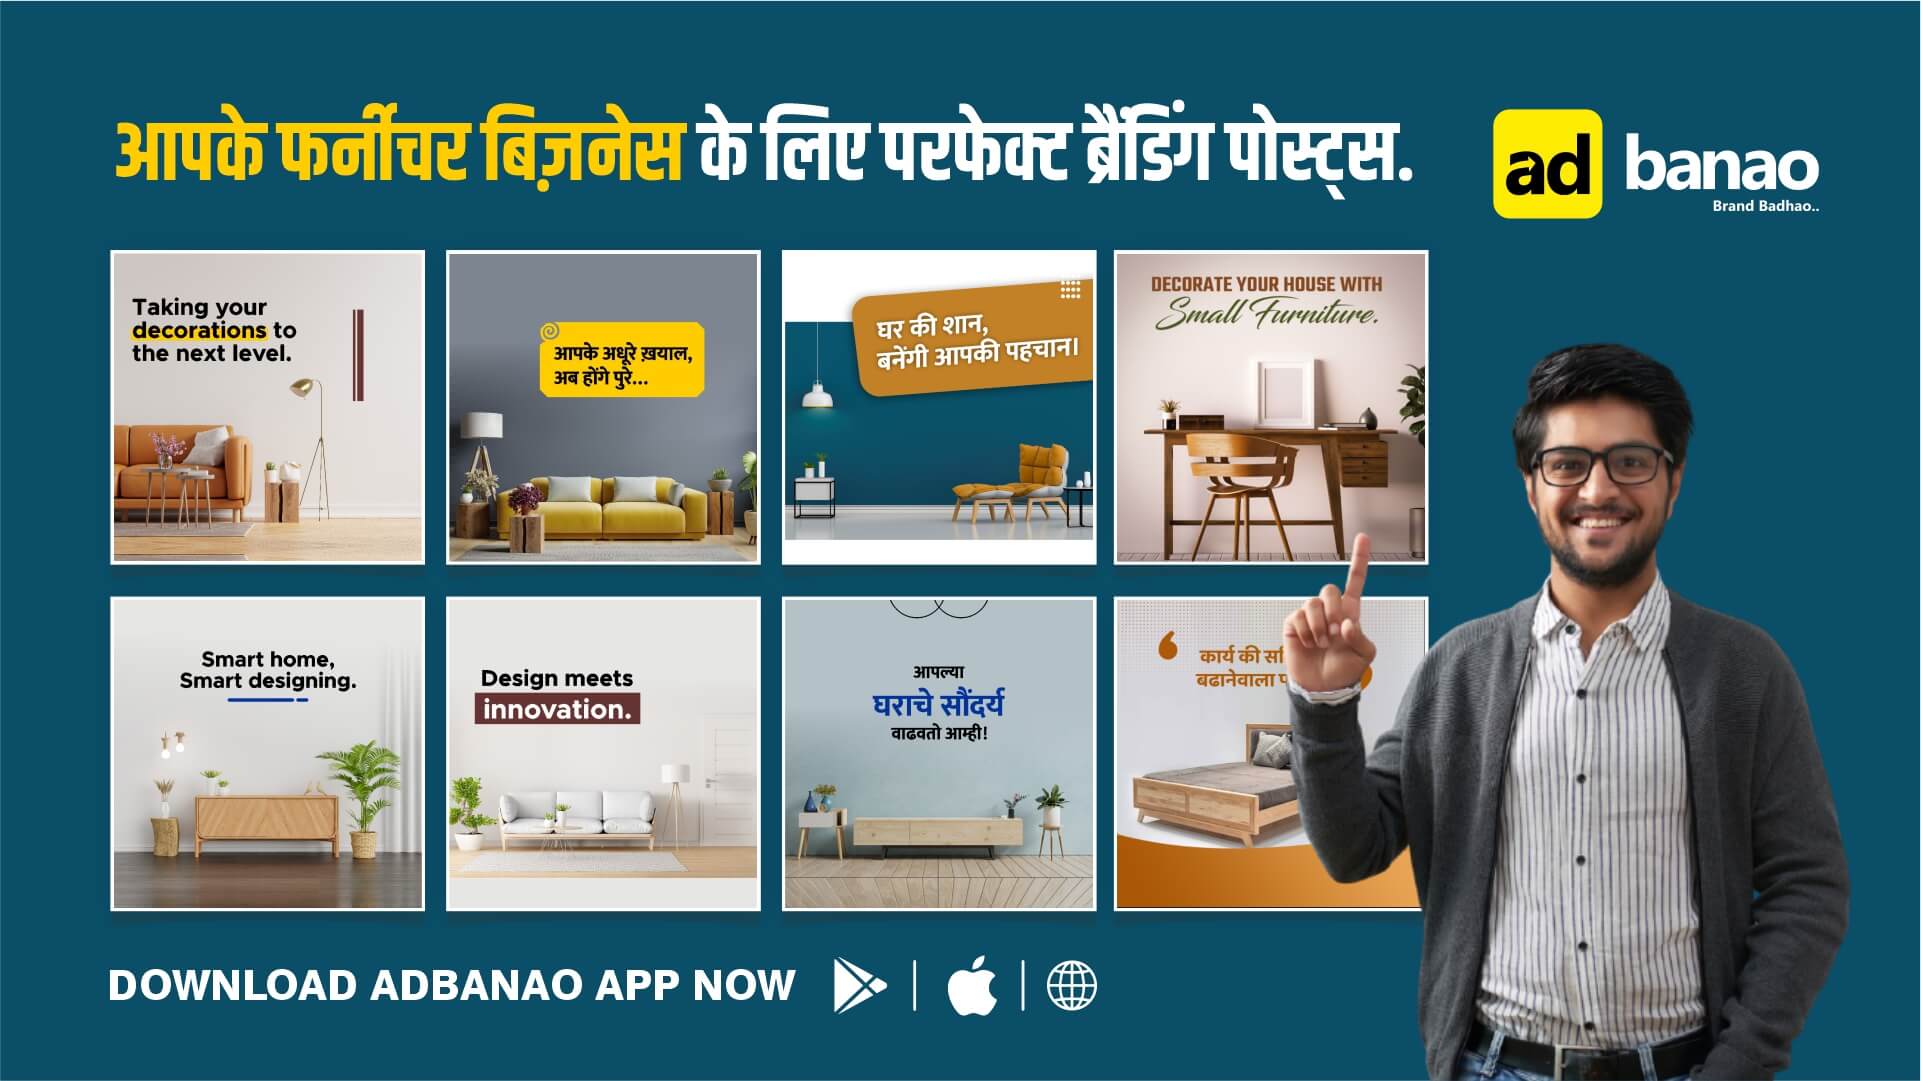 आपके फर्नीचर बिज़नेस के लिए परफेक्ट ब्रैंडिंग पोस्ट्स.
ad banao
Brand Badhao..
Taking your
decorations to
the next level.
आपके अधूरे ख़याल,
अब होंगे पुरे...
घर की शान,
बनेंगी आपकी पहचान।
DECORATE YOUR HOUSE WITH
Small Furniture.
Smart home,
Smart designing.
Design meets
innovation.
आपल्या
घराचे सौंदर्य
वाढवतो आम्ही!
कार्य की
बढानेवाला
DOWNLOAD ADBANAO APP NOW